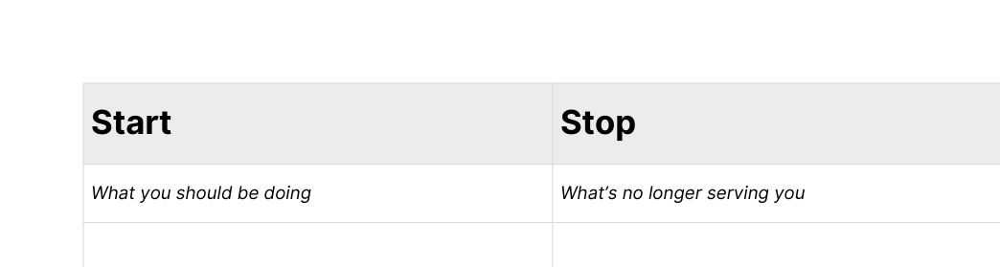 Start
Stop
What you should be doing
What’s no longer serving you